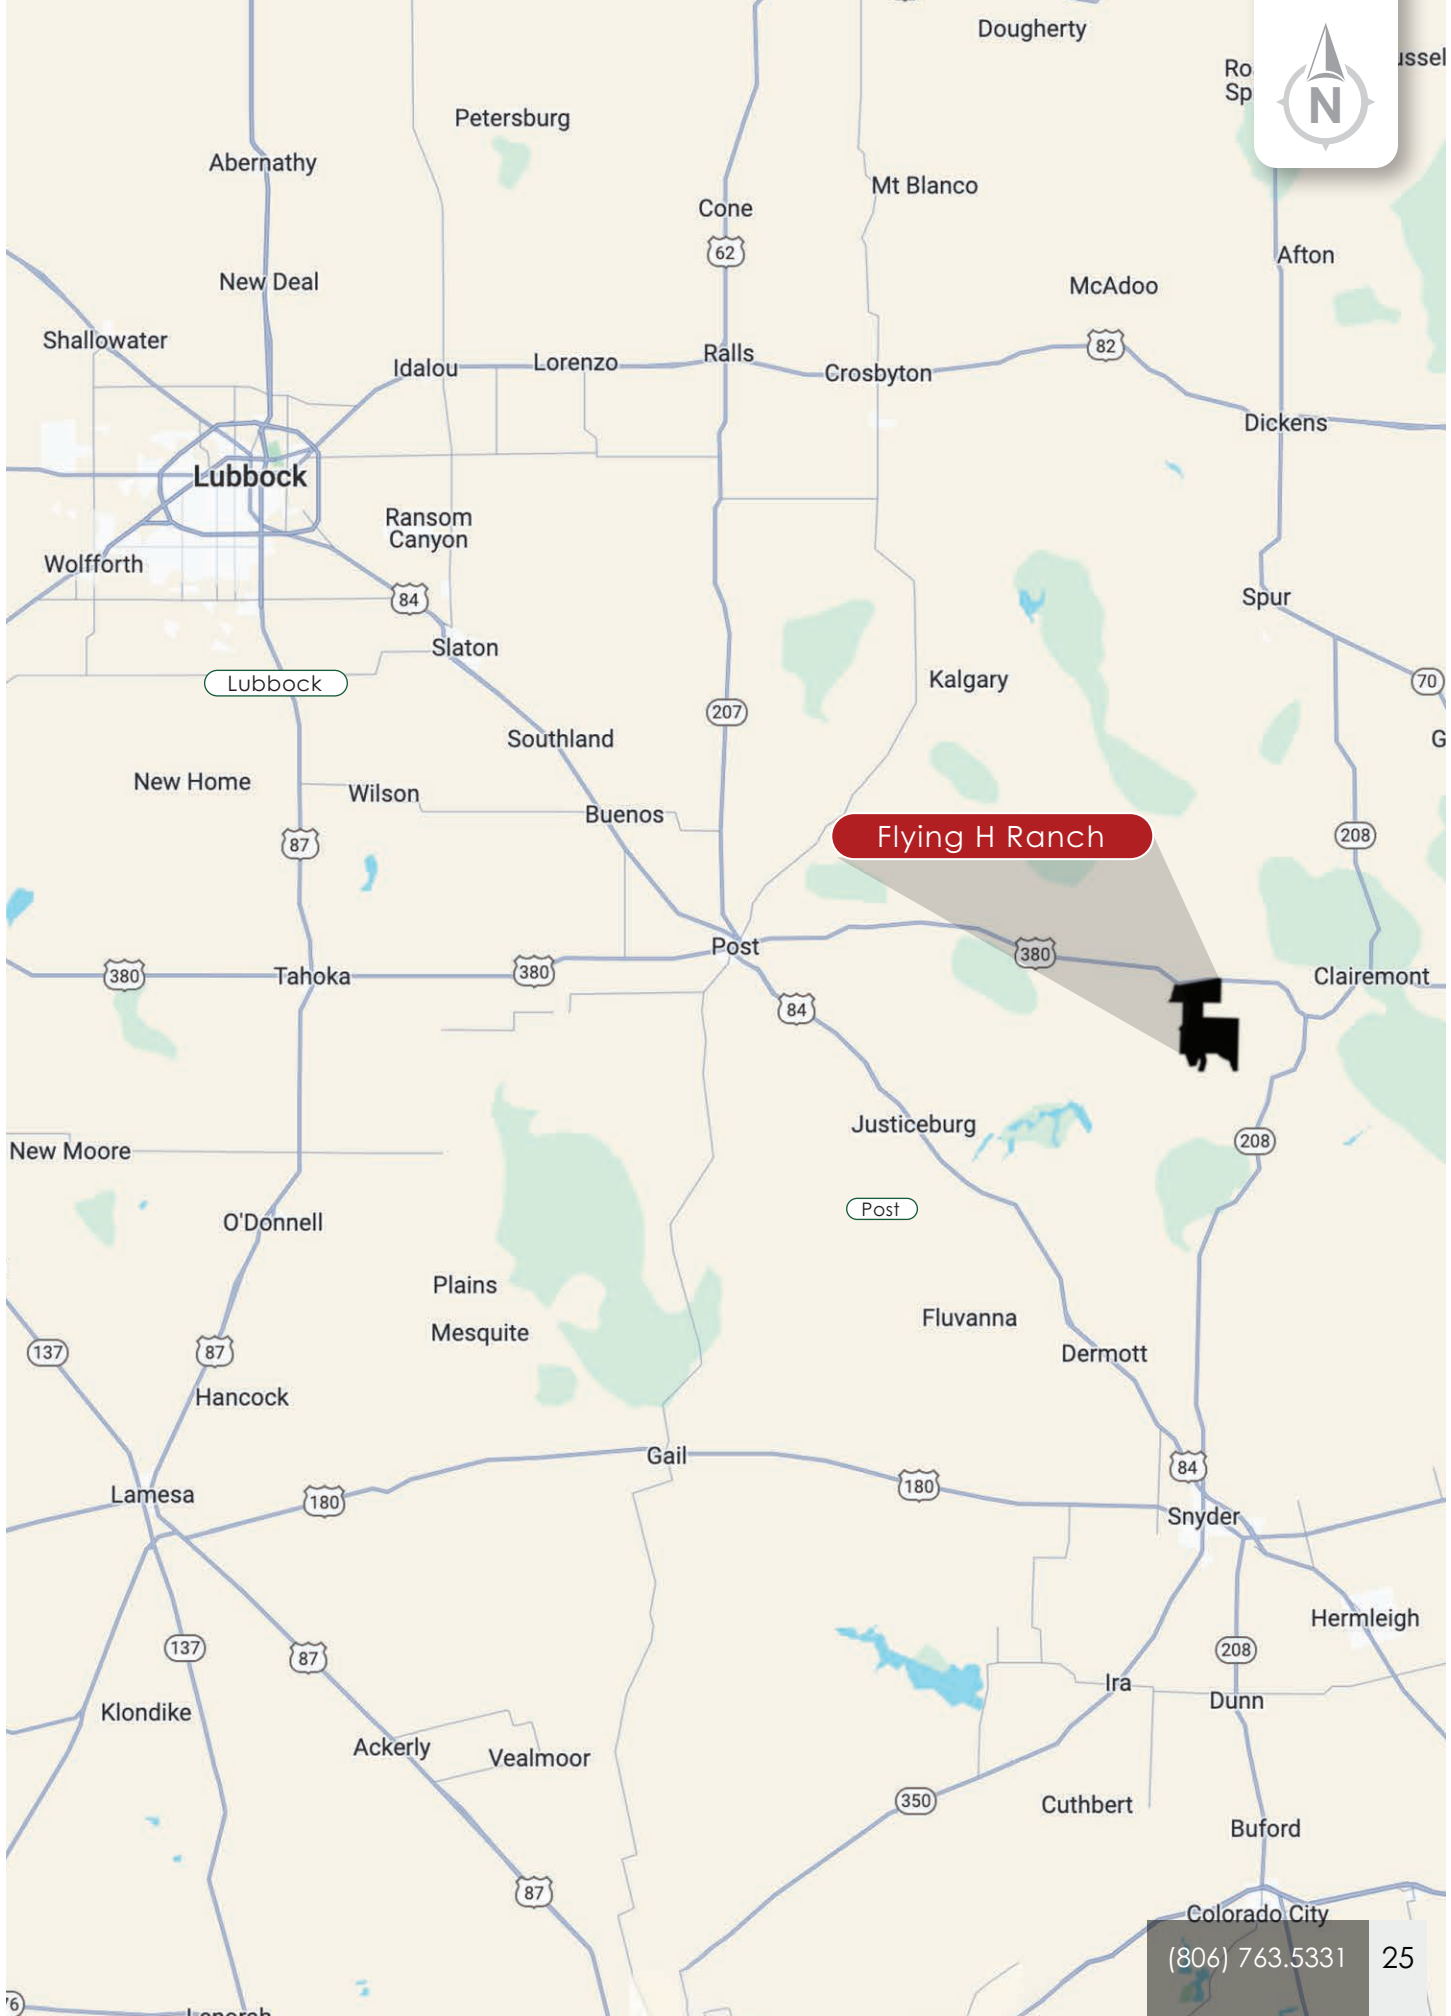 Dougherty
N
Petersburg
Abernathy
Mt Blanco
Cone
62
Afton
New Deal
McAdoo
Shallowater
82
Ralls
Idalou
Lorenzo
Crosbyton
Dickens
Lubbock
Ransom
Canyon
Wolfforth
84
Spur
Slaton
Kalgary
70
Lubbock
207
Southland
New Home
Wilson
Buenos
Flying H Ranch
208
87
Post
380
380
380
Tahoka
Clairemont
84
Justiceburg
208
New Moore
Post
O'Donnell
Plains
Fluvanna
Mesquite
137
87
Dermott
Hancock
Gail
84
Lamesa
180
180
Snyder
Hermleigh
137
87
208
Ira
Dunn
Klondike
Ackerly
Vealmoor
350
Cuthbert
Buford
87
Colorado City
(806) 763.5331
25